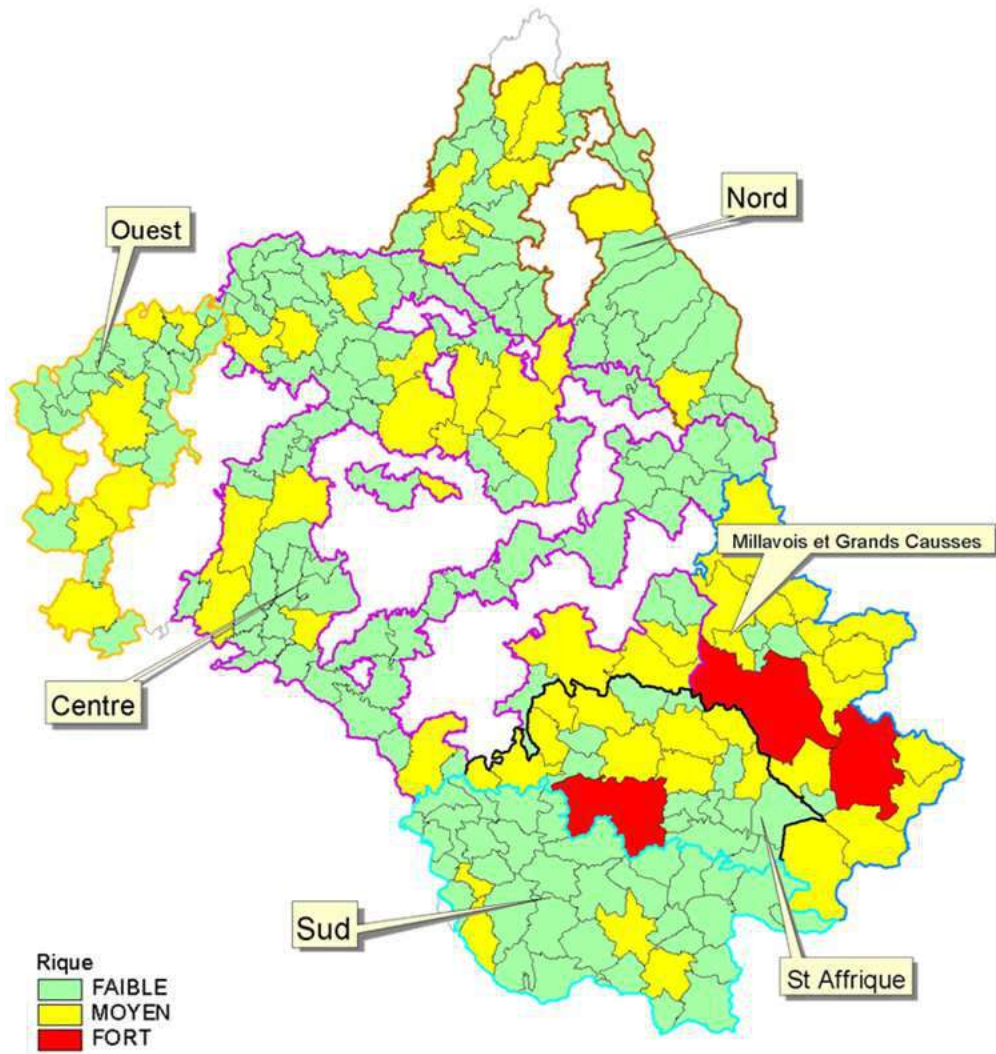 Nord
Ouest
Millavois et Grands Causses
Centre
Sud
St Affrique
Rique
FAIBLE
MOYEN
FORT